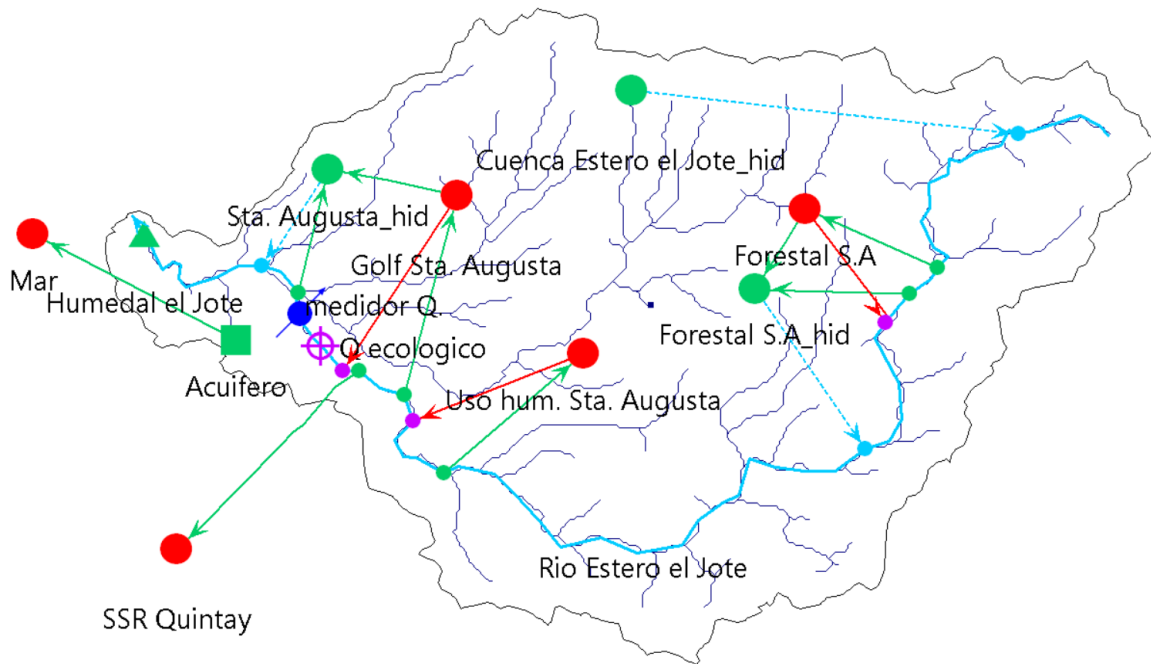 Cuenca Estero el Jote_hid
Sta. Augusta_hid
Forestal S.A
Golf Sta. Augusta
Mar
Humedal el Jote
medidor Q.
Forestal S.A_hid
Q ecologico
Acuifero
Uso hum. Sta. Augusta
Rio Estero el Jote
SSR Quintay